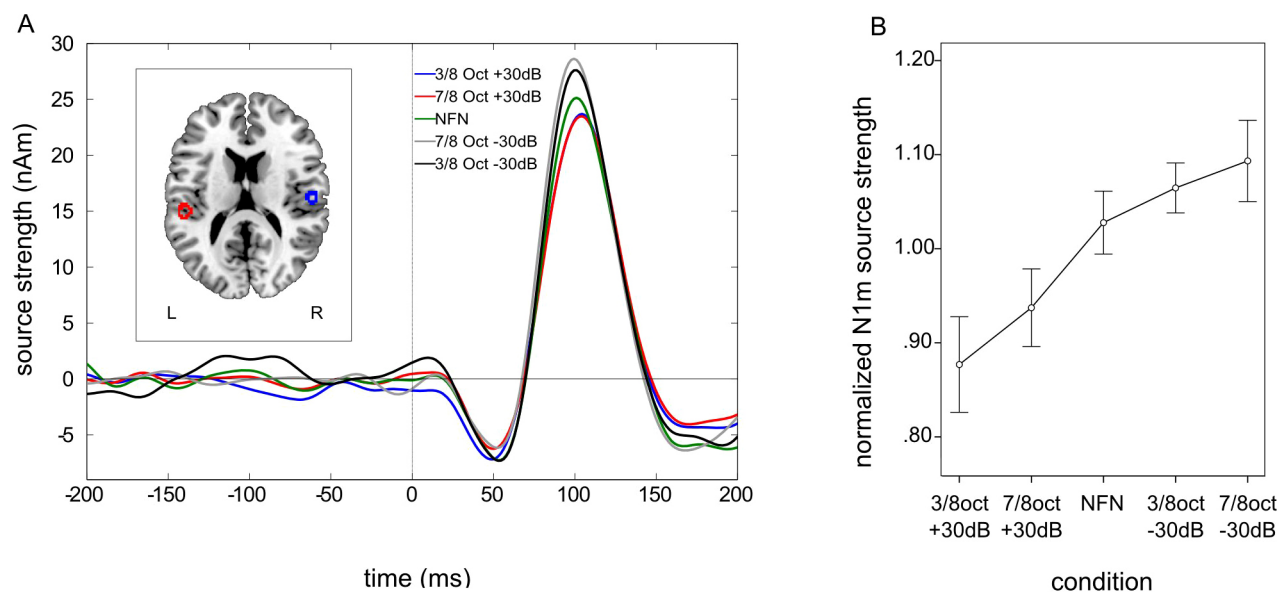 A
source strength (nAm)
30
25
20
15
10
5
0
-5
-200
-150
-100
-50
0
50
100
150
200
time (ms)
3/8 Oct +30dB
7/8 Oct +30dB
NFN
7/8 Oct -30dB
3/8 Oct -30dB
L
R
B
normalized N1m source strength
1.20
1.10
1.00
.90
.80
3/8oct
+30dB
7/8oct
+30dB
NFN
3/8oct
-30dB
7/8oct
-30dB
condition